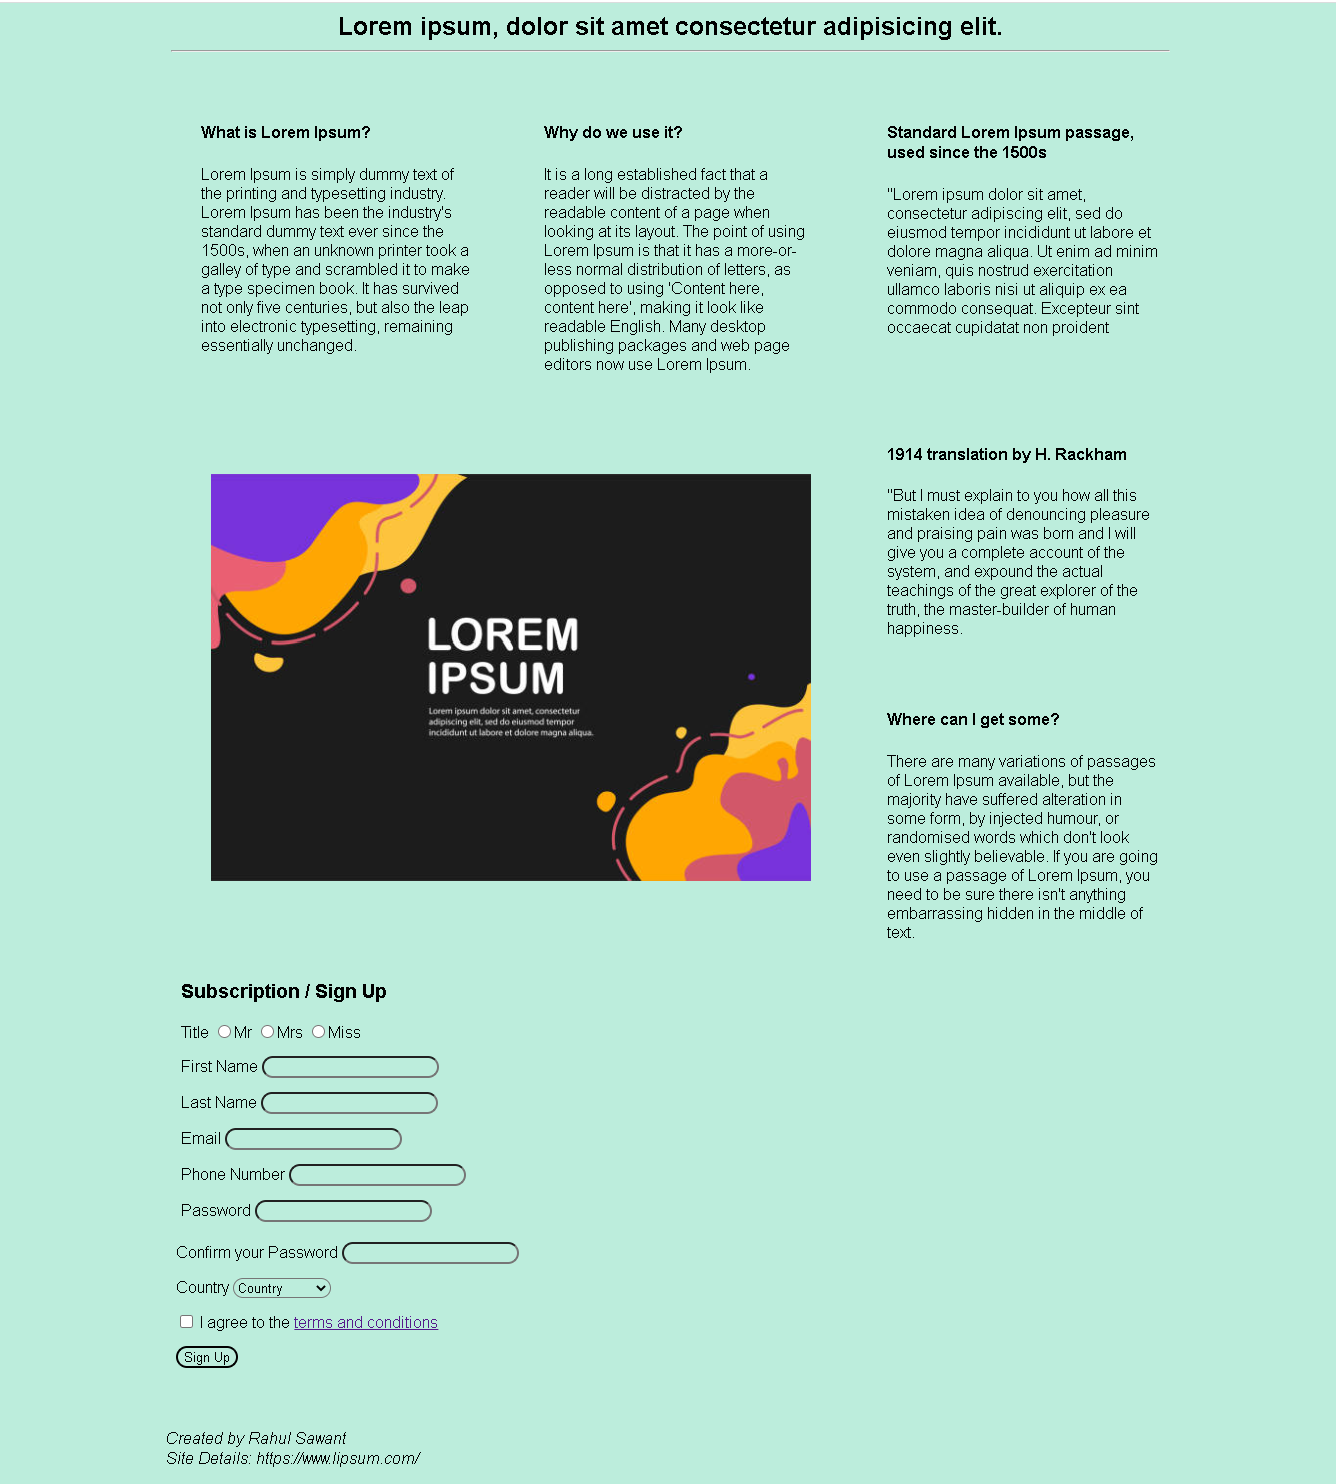 Lorem ipsum, dolor sit amet consectetur adipisicing elit.
What is Lorem Ipsum?
Lorem Ipsum is simply dummy text of
the printing and typesetting industry.
Lorem Ipsum has been the industry's
standard dummy text ever since the
1500s, when an unknown printer took a
galley of type and scrambled it to make
a type specimen book. It has survived
not only five centuries, but also the leap
into electronic typesetting, remaining
essentially unchanged.
Why do we use it?
It is a long established fact that a
reader will be distracted by the
readable content of a page when
looking at its layout. The point of using
Lorem Ipsum is that it has a more-or-
less normal distribution of letters, as
opposed to using 'Content here,
content here', making it look like
readable English. Many desktop
publishing packages and web page
editors now use Lorem Ipsum.
Standard Lorem Ipsum passage,
used since the 1500s
"Lorem ipsum dolor sit amet,
consectetur adipiscing elit, sed do
eiusmod tempor incididunt ut labore et
dolore magna aliqua. Ut enim ad minim
veniam, quis nostrud exercitation
ullamco laboris nisi ut aliquip ex ea
commodo consequat. Excepteur sint
occaecat cupidatat non proident
LOREM
IPSUM
Lorem ipsum dolor sit amet, consectetur
adipiscing elit, sed do eiusmod tempor
incididunt ut labore et dolore magna aliqua.
1914 translation by H. Rackham
"But I must explain to you how all this
mistaken idea of denouncing pleasure
and praising pain was born and I will
give you a complete account of the
system, and expound the actual
teachings of the great explorer of the
truth, the master-builder of human
happiness.
Where can I get some?
There are many variations of passages
of Lorem Ipsum available, but the
majority have suffered alteration in
some form, by injected humour, or
randomised words which don't look
even slightly believable. If you are going
to use a passage of Lorem Ipsum, you
need to be sure there isn't anything
embarrassing hidden in the middle of
text.
Subscription / Sign Up
Title Mr Mrs Miss
First Name
Last Name
Email
Phone Number
Password
Confirm your Password
Country Country
I agree to the terms and conditions
Sign Up
Created by Rahul Sawant
Site Details: https://www.lipsum.com/